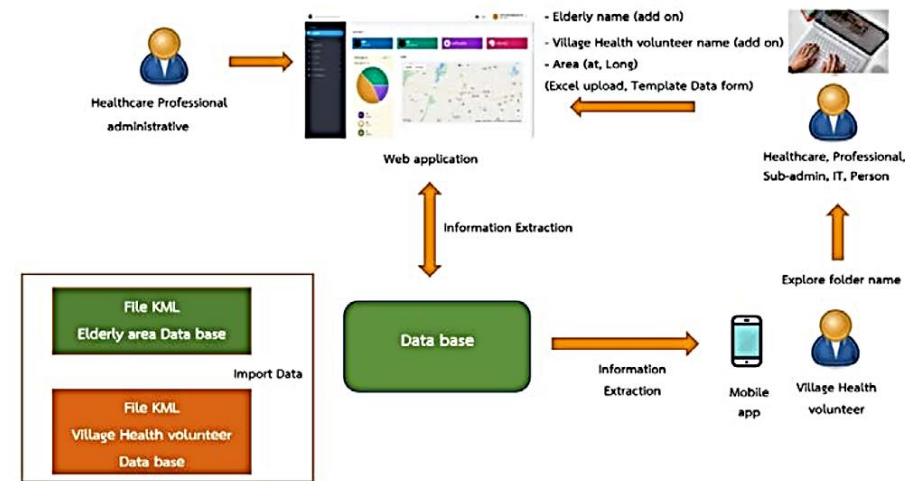 Healthcare Professional
administrative
Web application
- Elderly name (add on)
- Village Health volunteer name (add on)
- Area (at, Long)
(Excel upload, Template Data form)
Healthcare, Professional,
Sub-admin, IT, Person
Information Extraction
Explore folder name
File KML
Elderly area Data base
Import Data
File KML
Village Health volunteer
Data base
Data base
Information
Extraction
Mobile
app
Village Health
volunteer